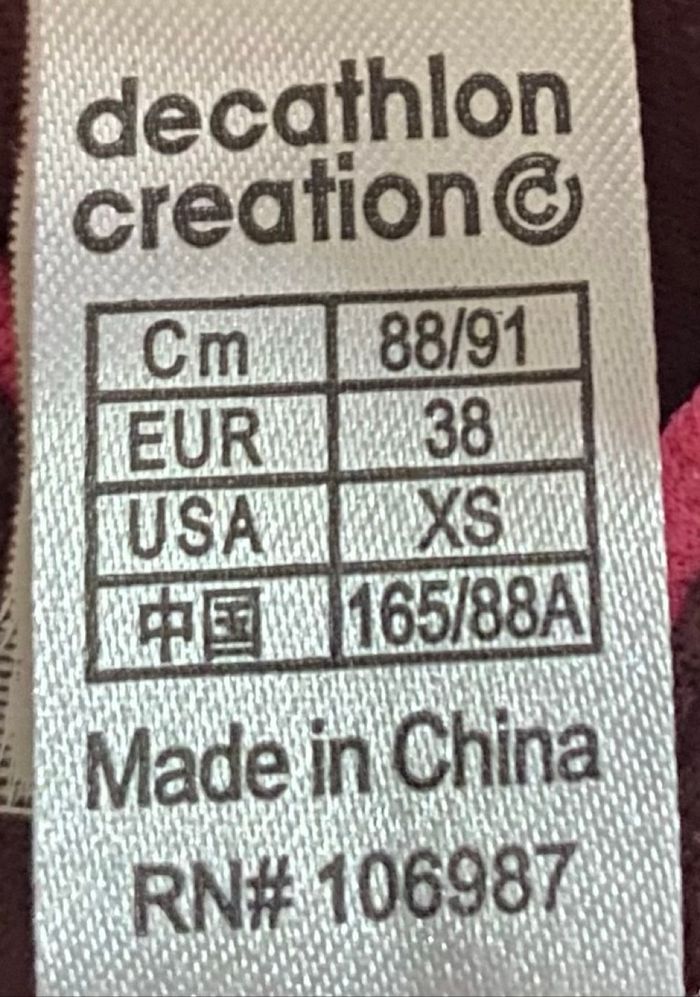 decathlon
creation©
Cm 88/91
EUR 38
USA XS
中国 165/88A
Made in China
RN# 106987